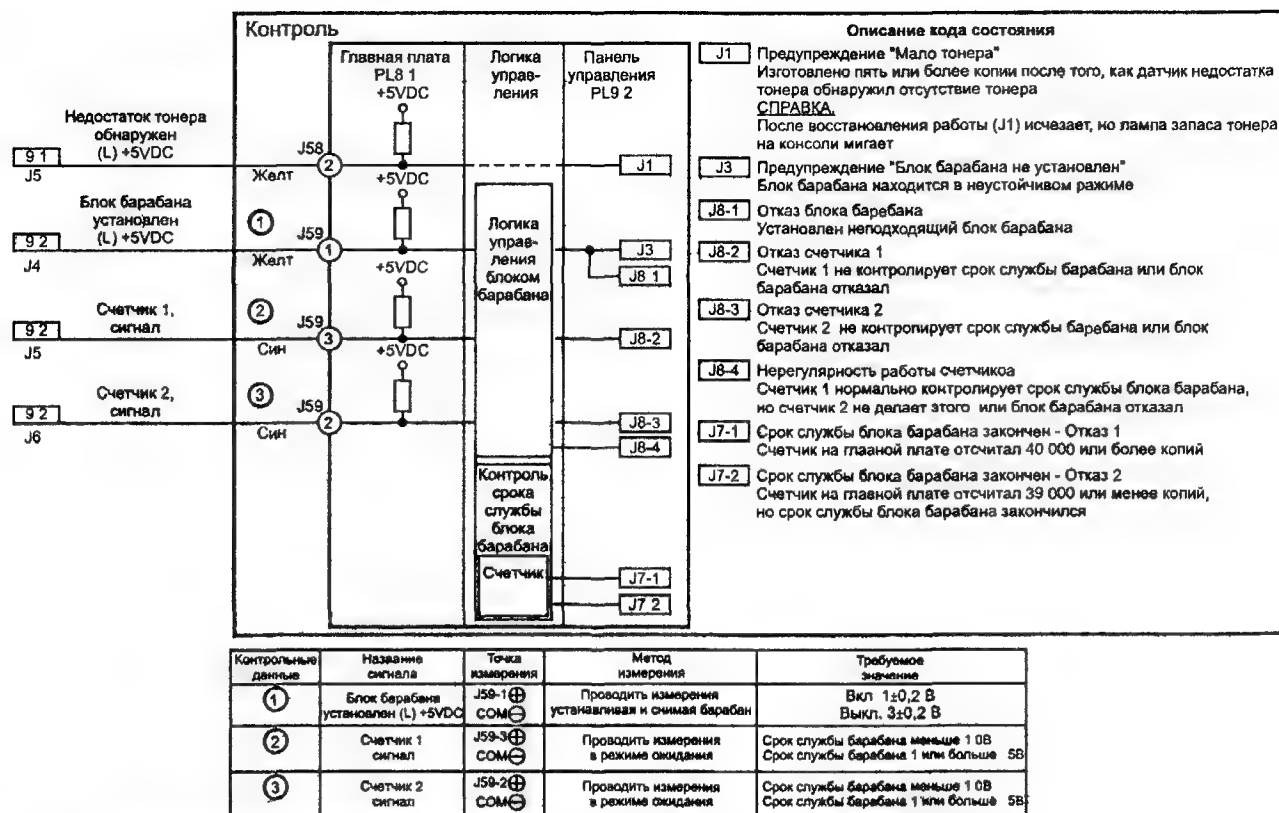 Контроль
Главная плата
PL8 1
+5VDC
Логика
управ-
ления
Панель
управления
PL9 2
Недостаток тонера
обнаружен
(L) +5VDC
9 1
J5
Желт
J58
2
J1
+5VDC
Блок барабана
установлен
(L) +5VDC
9 2
J4
1
Желт
J59
1
Логика
управ-
ления
блоком
барабана
J3
J8 1
+5VDC
Счетчик 1,
сигнал
9 2
J5
2
Син
J59
3
J8-2
+5VDC
Счетчик 2,
сигнал
9 2
J6
3
Син
J59
2
J8-3
J8-4
Контроль
срока
службы
блока
барабана
Счетчик
J7-1
J7 2
Описание кода состояния
J1 Предупреждение "Мало тонера"
Изготовлено пять или более копии после того, как датчик недостатка
тонера обнаружил отсутствие тонера
СПРАВКА.
После восстановления работы (J1) исчезает, но лампа запаса тонера
на консоли мигает
J3 Предупреждение "Блок барабана не установлен"
Блок барабана находится в неустойчивом ражиме
J8-1 Отказ блока баребана
Установлен неподходящий блок барабана
J8-2 Отказ счетчика 1
Счетчик 1 не контролирует срок службы барабана или блок
барабана отказал
J8-3 Отказ счетчика 2
Счетчик 2 не контропирует срок службы барабана или блок
барабана отказал
J8-4 Нерегулярность работы счетчикоа
Счетчик 1 нормально контролирует срок службы блока барабана,
но счетчик 2 не делает этого или блок барабана отказал
J7-1 Срок службы блока барабана закончен - Отказ 1
Счетчик на глааной плате отсчитал 40 000 или более копий
J7-2 Срок службы блока барабана закончен - Отказ 2
Счетчик на главной плате отсчитал 39 000 или менее копий,
но срок службы блока барабана закончился
Контрольные
данные
Название
сигнала
Точка
измерения
Метод
измерения
Требуемое
значение
1
Блок барабана
установлен (L) +5VDC
J59-1⊕
COM⊖
Проводить измерения
устанавливая и снимая барабан
Вкл 1±0,2 В
Выкл. 3±0,2 В
2
Счетчик 1
сигнал
J59-3⊕
COM⊖
Проводить измерения
в режиме ожидания
Срок службы барабана меньше 1 0В
Срок службы барабана 1 или больше 5В
3
Счетчик 2
сигнал
J59-2⊕
COM⊖
Проводить измерения
в режиме ожидания
Срок службы барабана меньше 1 0В
Срок службы барабана 1 или больше 5В